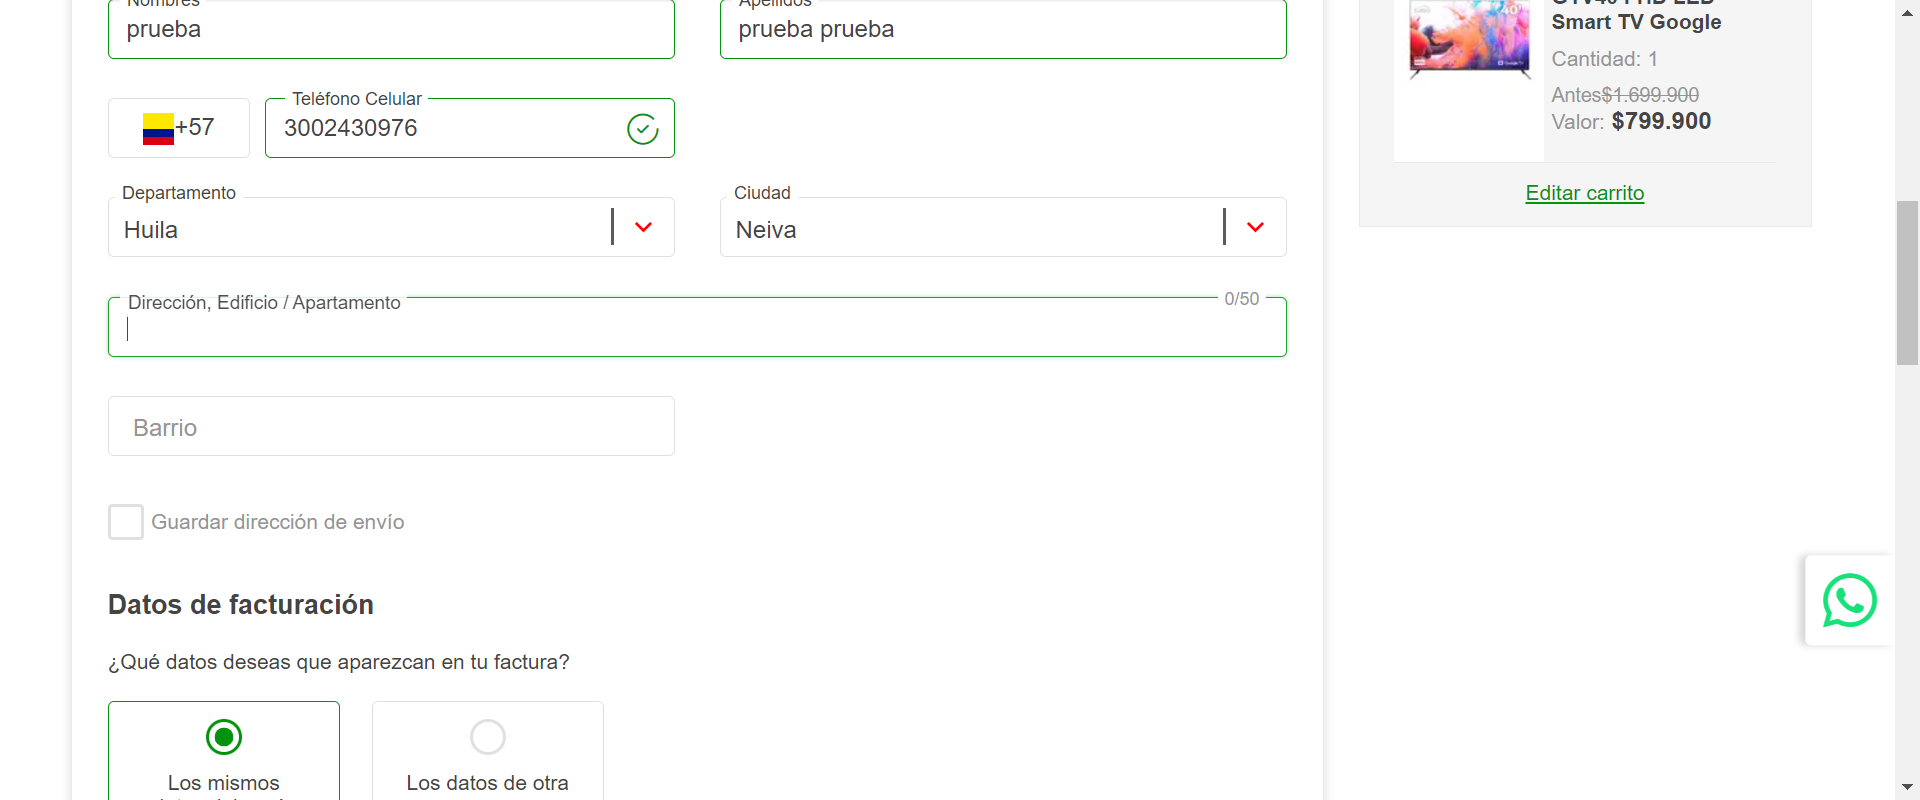 Nombres
prueba
Apellidos
prueba prueba
+57
Teléfono Celular
3002430976
Departamento
Huila
Ciudad
Neiva
Dirección, Edificio / Apartamento
0/50
Barrio
Guardar dirección de envío
Datos de facturación
¿Qué datos deseas que aparezcan en tu factura?
Los mismos
Los datos de otra
Smart TV Google
Cantidad: 1
Antes$1.699.900
Valor: $799.900
Editar carrito